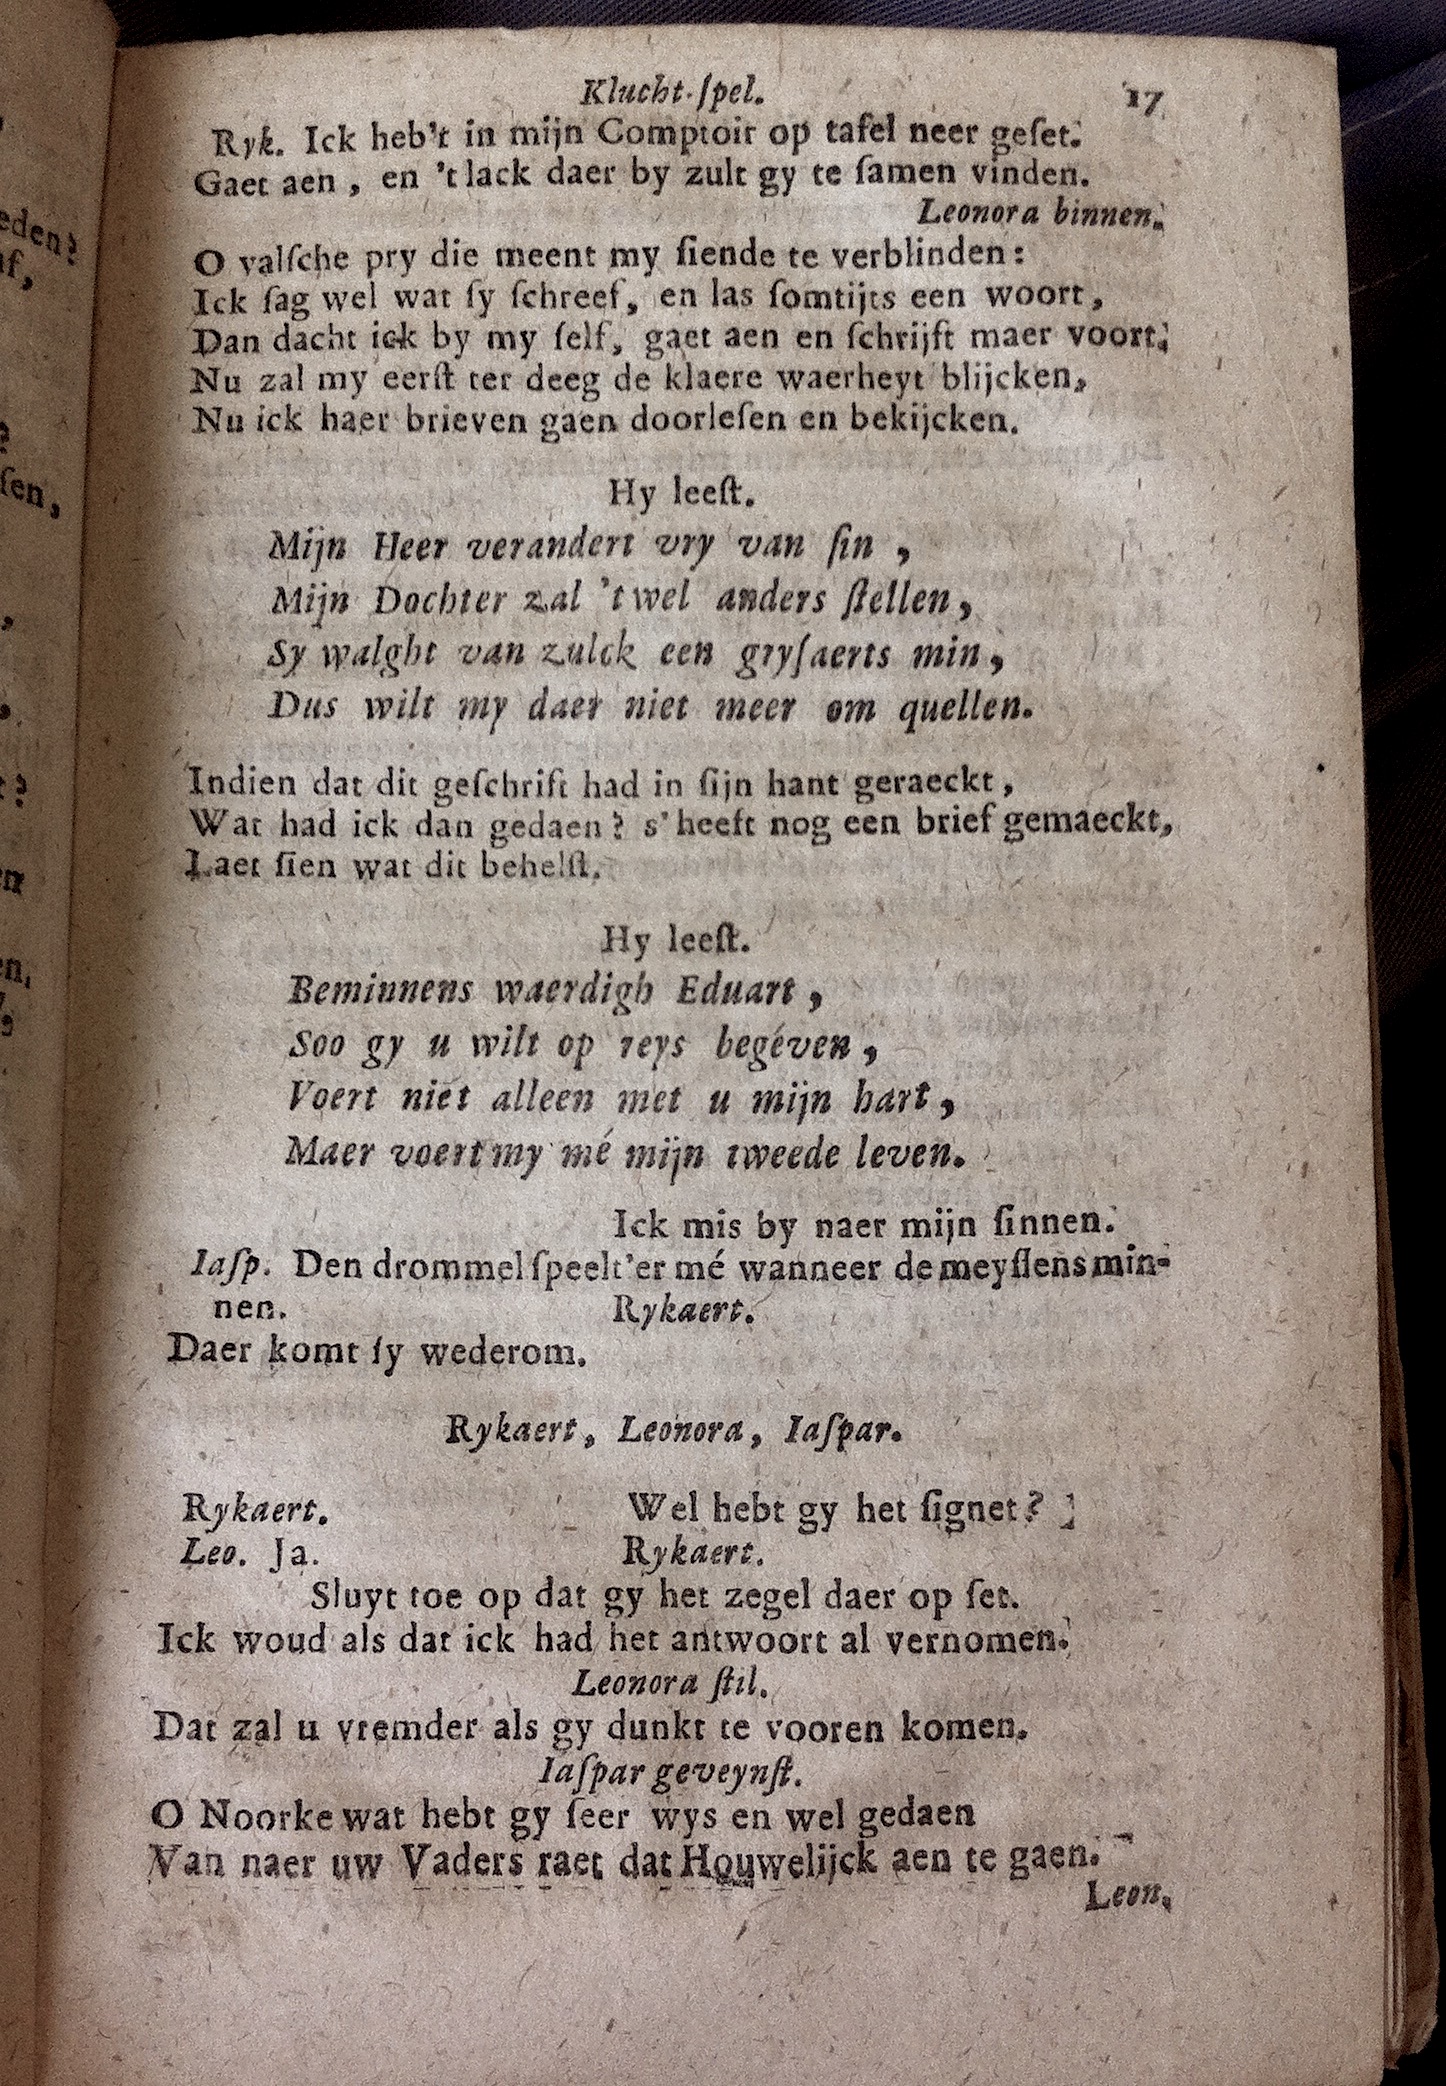 Klucht-ſpel. 17
Ryk. Ick heb't in mijn Comptoir op tafel neer geſet.
Gaet aen, en 't lack daer by zult gy te ſamen vinden.
Leonora binnen.
O valſche pry die meent my ſiende te verblinden:
Ick ſag wel wat ſy ſchreef, en las ſomtijts een woort,
Dan dacht ick by my ſelf, gaet aen en ſchrijft maer voort.
Nu zal my eerſt ter deeg de klaere waerheyt blijcken,
Nu ick haer brieven gaen doorleſen en bekijcken.
Hy leeſt.
Mijn Heer verandert vry van ſin,
Mijn Dochter zal 't wel anders ſtellen,
Sy walght van zulck een gryſaerts min,
Dus wilt my daer niet meer om quellen.
Indien dat dit geſchrift had in ſijn hant geraeckt,
Wat had ick dan gedaen? s'heeft nog een brief gemaeckt,
Laet ſien wat dit behelſt.
Hy leeſt.
Beminnens waerdigh Eduart,
Soo gy u wilt op reys begéven,
Voert niet alleen met u mijn hart,
Maer voert my mé mijn tweede leven.
Ick mis by naer mijn ſinnen.
Iaſp. Den drommel ſpeelt'er mé wanneer de meyſlens min-
nen. Rykaert.
Daer komt ſy wederom.
Rykaert, Leonora, Iaſpar.
Rykaert. Wel hebt gy het ſignet?
Leo. Ja. Rykaert.
Sluyt toe op dat gy het zegel daer op ſet.
Ick woud als dat ick had het antwoort al vernomen.
Leonora ſtil.
Dat zal u vremder als gy dunkt te vooren komen.
Iaſpar geveynſt.
O Noorke wat hebt gy ſeer wys en wel gedaen
Van naer uw Vaders raet dat Houwelijck aen te gaen.
Leon.
eden?
ſen,